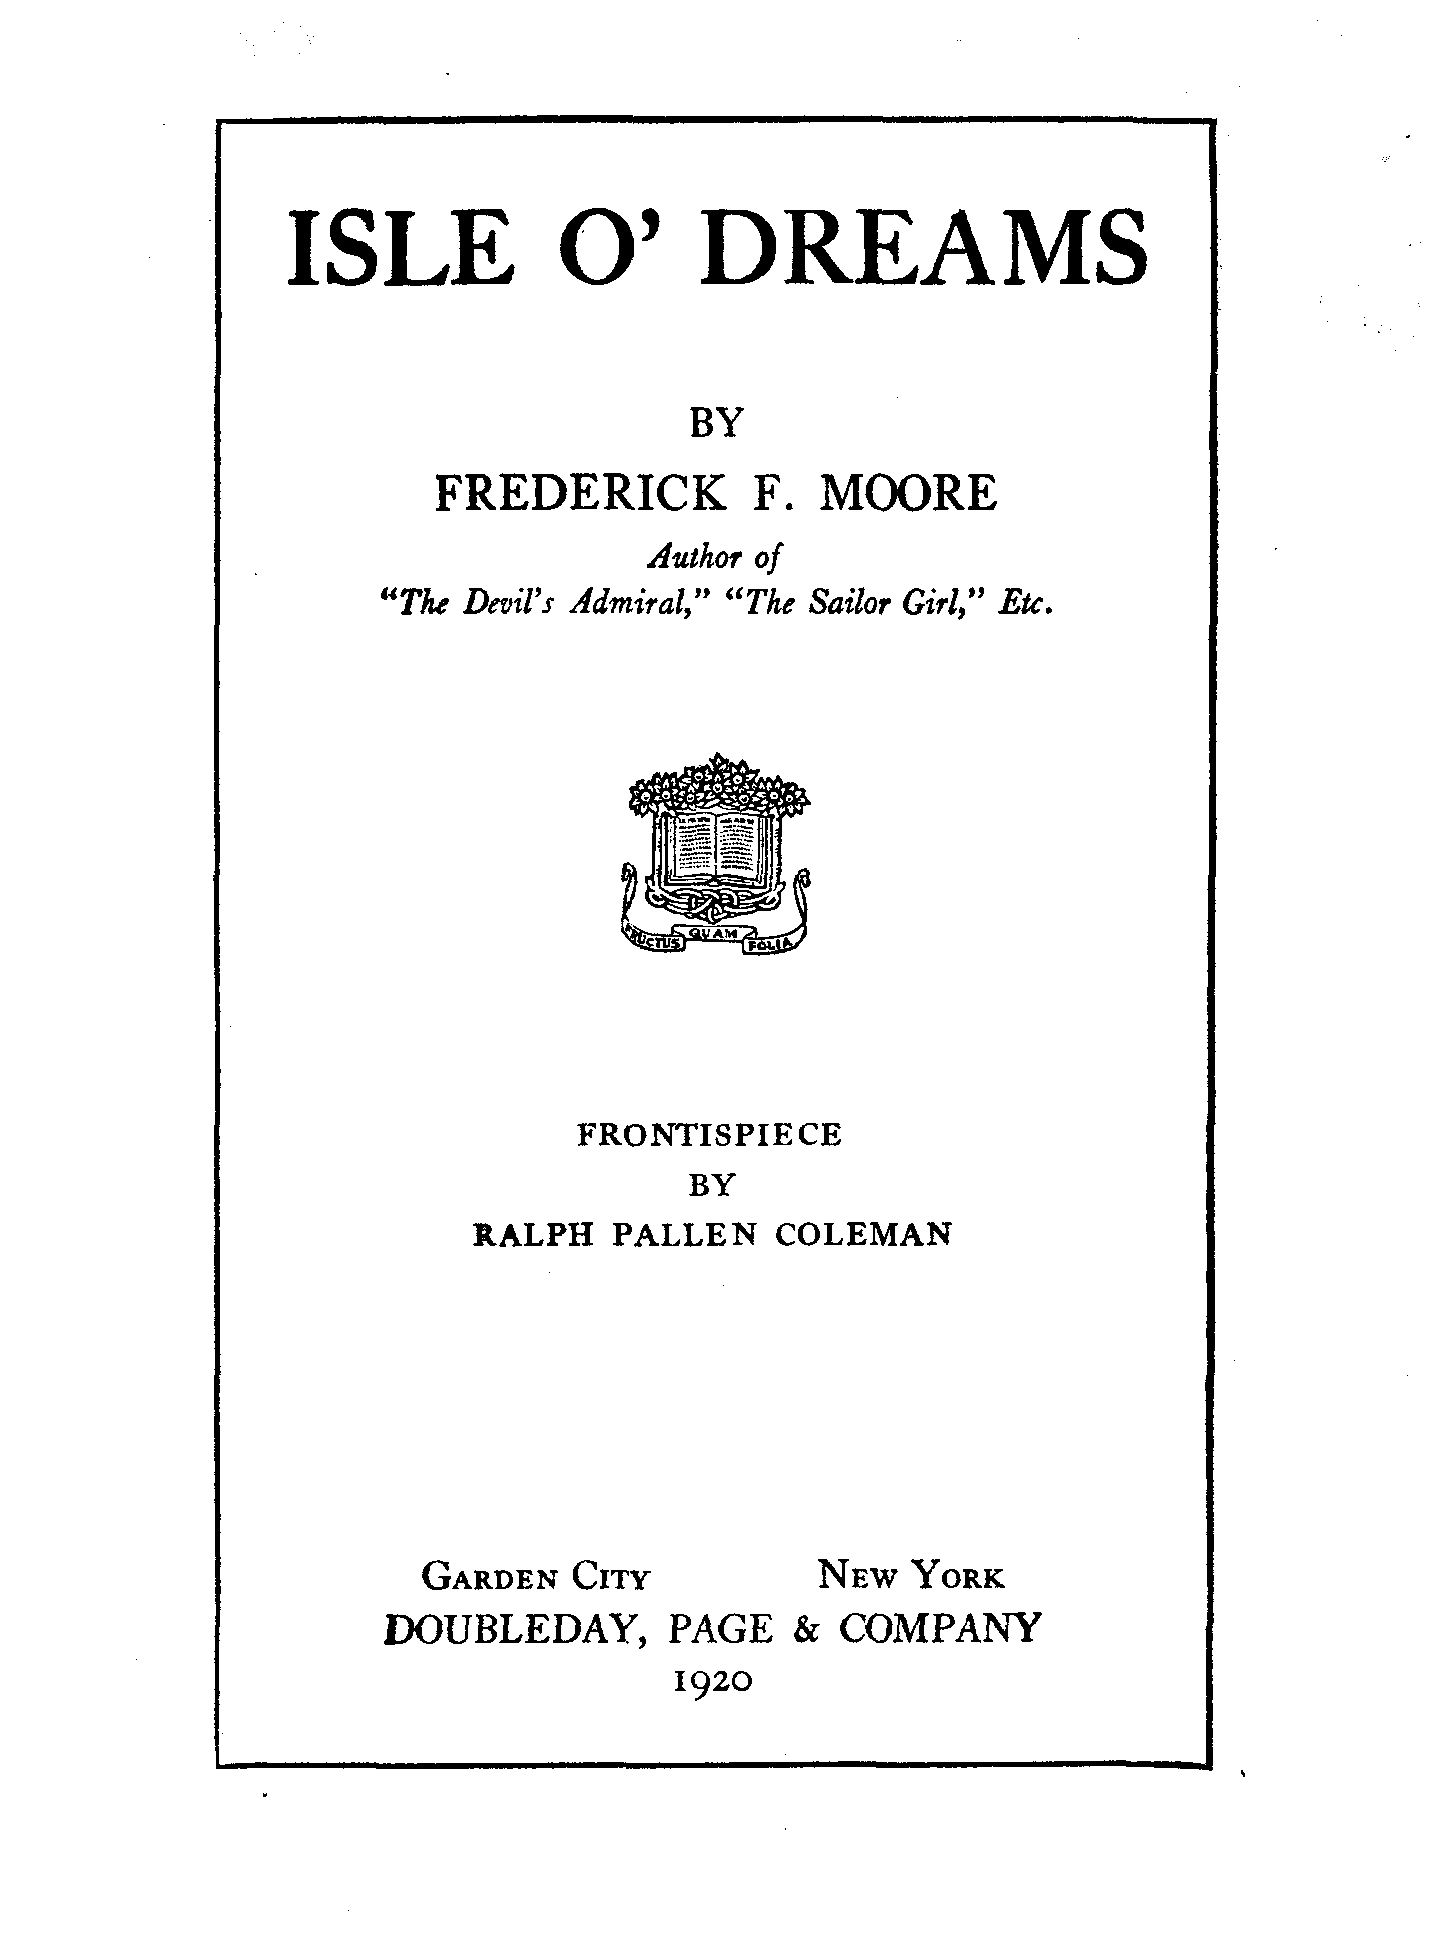 ISLE O' DREAMS
BY
FREDERICK F. MOORE
Author of
"The Devil's Admiral," "The Sailor Girl," Etc.
FRUCTUS QUAM FOLIA
FRONTISPIECE
BY
RALPH PALLEN COLEMAN
GARDEN CITY NEW YORK
DOUBLEDAY, PAGE & COMPANY
1920